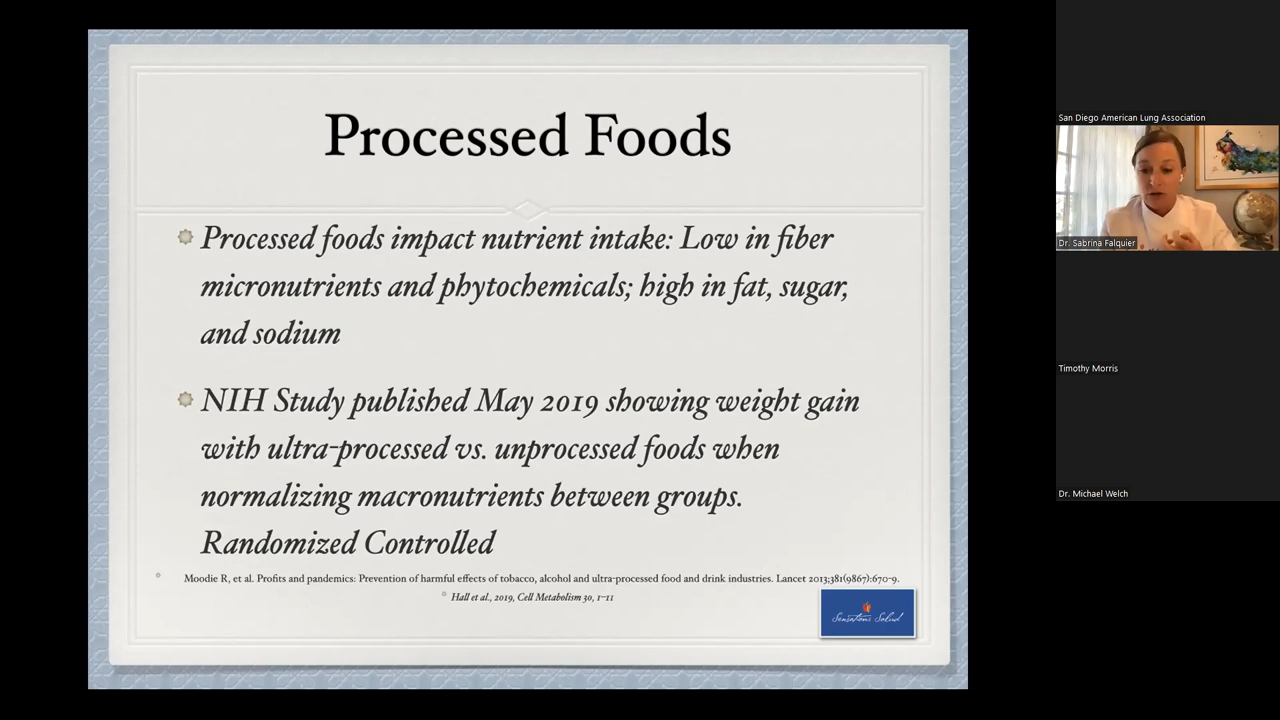 Processed Foods
Processed foods impact nutrient intake: Low in fiber
micronutrients and phytochemicals; high in fat, sugar,
and sodium
NIH Study published May 2019 showing weight gain
with ultra-processed vs. unprocessed foods when
normalizing macronutrients between groups.
Randomized Controlled
Moodie R, et al. Profits and pandemics: Prevention of harmful effects of tobacco, alcohol and ultra-processed food and drink industries. Lancet 2013;381(9867):670-9.
Hall et al., 2019, Cell Metabolism 30, 1–11
Sensations Salud
San Diego American Lung Association
Dr. Sabrina Falquier
Timothy Morris
Dr. Michael Welch